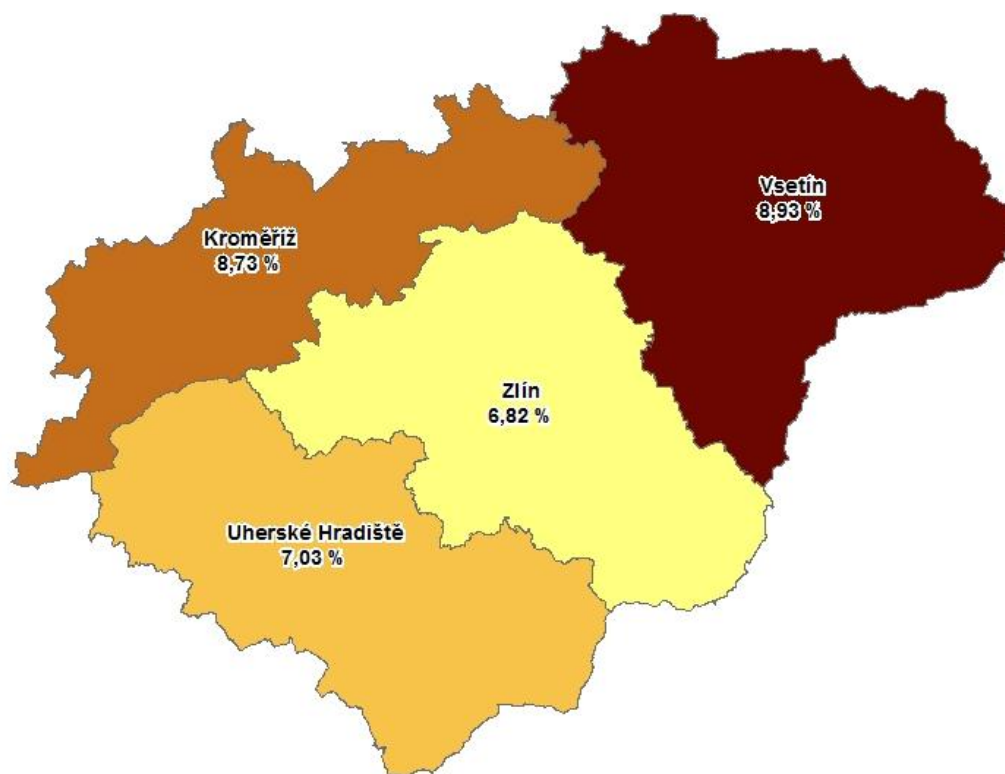 Vsetín
8,93 %
Kroměříž
8,73 %
Zlín
6,82 %
Uherské Hradiště
7,03 %